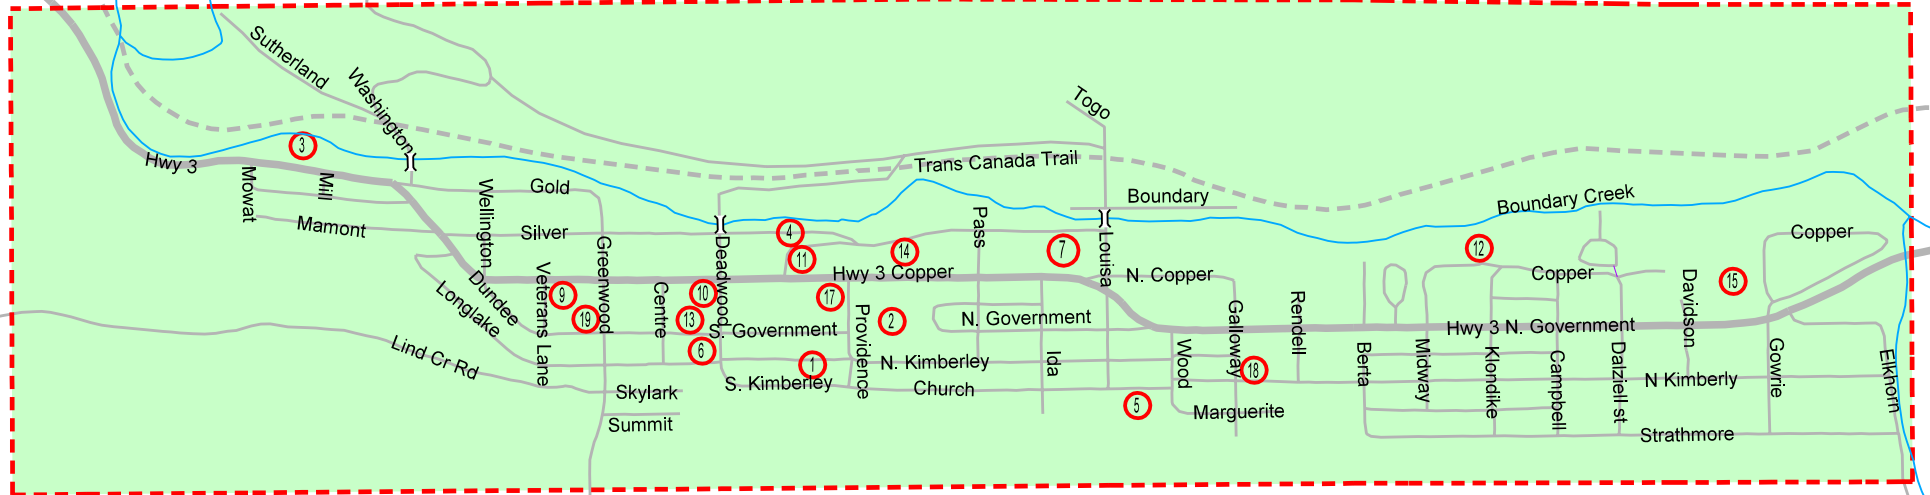 Sutherland
Washington
Togo
3
Hwy 3
Trans Canada Trail
Mowat
Mill
Wellington
Gold
Boundary
Boundary Creek
Mamont
Silver
Greenwood
Deadwood
4
11
14
Pass
7
Louisa
12
Copper
Hwy 3 Copper
N. Copper
Copper
Dundee
Longlake
Veterans Lane
9
19
Centre
10
13
6
17
Providence
2
S. Government
N. Government
Galloway
Rendell
Hwy 3 N. Government
Davidson
15
Lind Cr Rd
1
S. Kimberley
N. Kimberley
Ida
Wood
18
Berta
Midway
Klondike
Campbell
Dalziell st
N Kimberly
Gowrie
Elkhorn
Skylark
Church
5
Marguerite
Summit
Strathmore